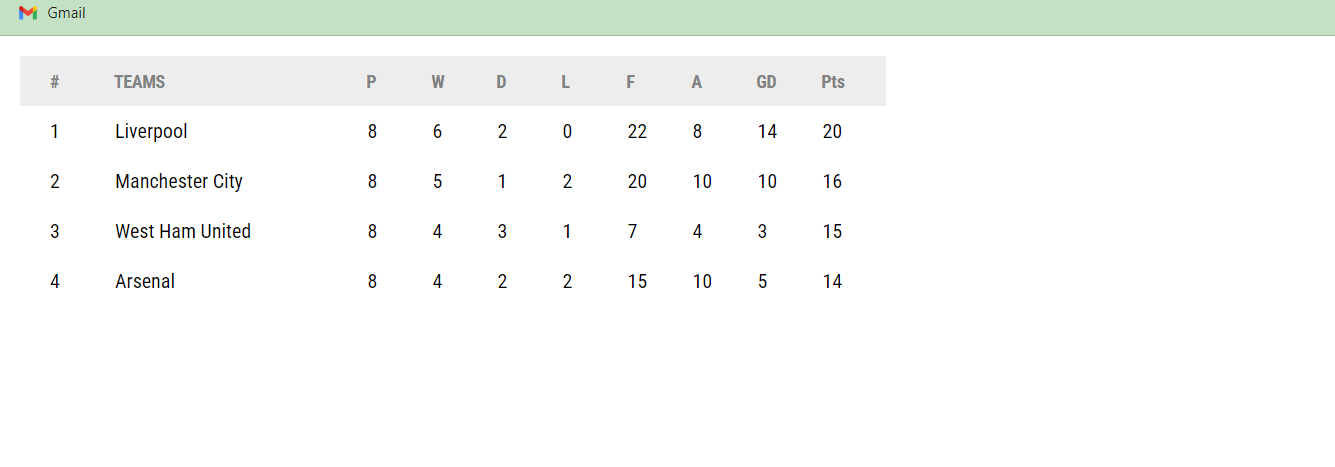 Gmail
# TEAMS P W D L F A GD Pts
1 Liverpool 8 6 2 0 22 8 14 20
2 Manchester City 8 5 1 2 20 10 10 16
3 West Ham United 8 4 3 1 7 4 3 15
4 Arsenal 8 4 2 2 15 10 5 14